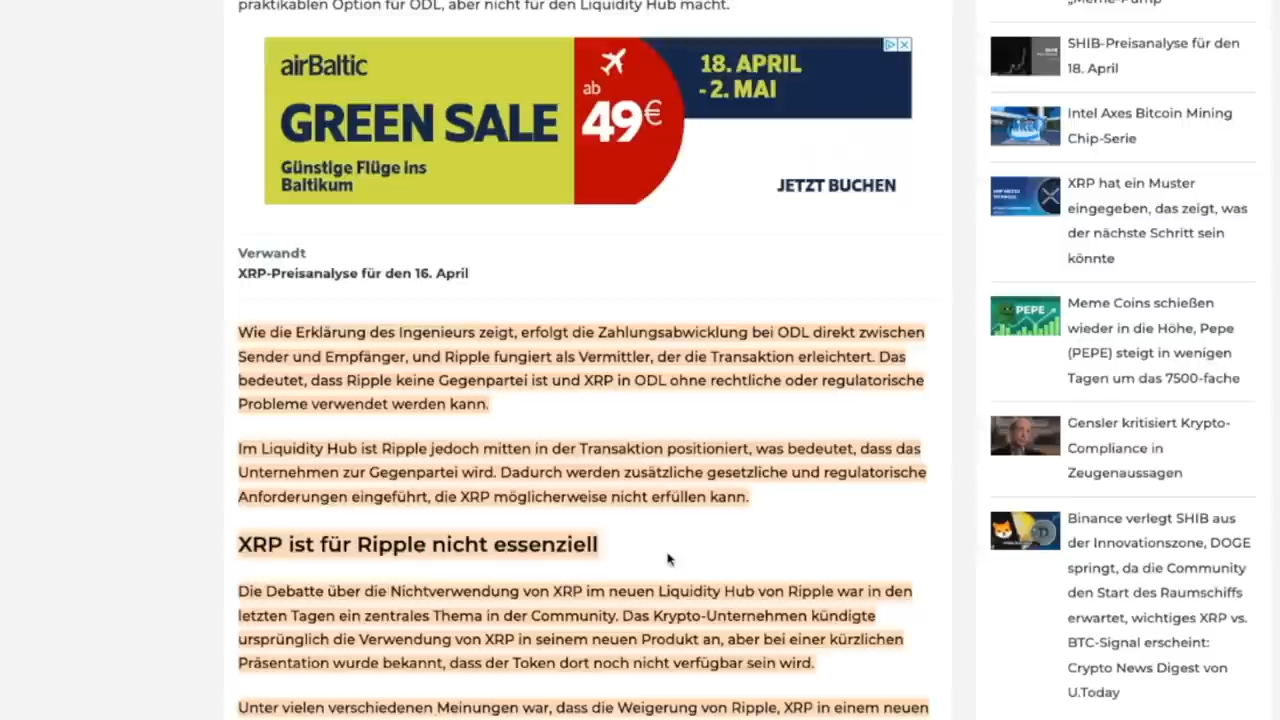 praktikablen Option für ODL, aber nicht für den Liquidity Hub macht.
airBaltic
GREEN SALE
Günstige Flüge ins
Baltikum
ab
49€
18. APRIL
- 2. MAI
JETZT BUCHEN
Verwandt
XRP-Preisanalyse für den 16. April
Wie die Erklärung des Ingenieurs zeigt, erfolgt die Zahlungsabwicklung bei ODL direkt zwischen
Sender und Empfänger, und Ripple fungiert als Vermittler, der die Transaktion erleichtert. Das
bedeutet, dass Ripple keine Gegenpartei ist und XRP in ODL ohne rechtliche oder regulatorische
Probleme verwendet werden kann.
Im Liquidity Hub ist Ripple jedoch mitten in der Transaktion positioniert, was bedeutet, dass das
Unternehmen zur Gegenpartei wird. Dadurch werden zusätzliche gesetzliche und regulatorische
Anforderungen eingeführt, die XRP möglicherweise nicht erfüllen kann.
XRP ist für Ripple nicht essenziell
Die Debatte über die Nichtverwendung von XRP im neuen Liquidity Hub von Ripple war in den
letzten Tagen ein zentrales Thema in der Community. Das Krypto-Unternehmen kündigte
ursprünglich die Verwendung von XRP in seinem neuen Produkt an, aber bei einer kürzlichen
Präsentation wurde bekannt, dass der Token dort noch nicht verfügbar sein wird.
Unter vielen verschiedenen Meinungen war, dass die Weigerung von Ripple, XRP in einem neuen
„Meme-Pump"
SHIB-Preisanalyse für den
18. April
Intel Axes Bitcoin Mining
Chip-Serie
XRP hat ein Muster
eingegeben, das zeigt, was
der nächste Schritt sein
könnte
PEPE
Meme Coins schießen
wieder in die Höhe, Pepe
(PEPE) steigt in wenigen
Tagen um das 7500-fache
Gensler kritisiert Krypto-
Compliance in
Zeugenaussagen
Binance verlegt SHIB aus
der Innovationszone, DOGE
springt, da die Community
den Start des Raumschiffs
erwartet, wichtiges XRP vs.
BTC-Signal erscheint:
Crypto News Digest von
U.Today